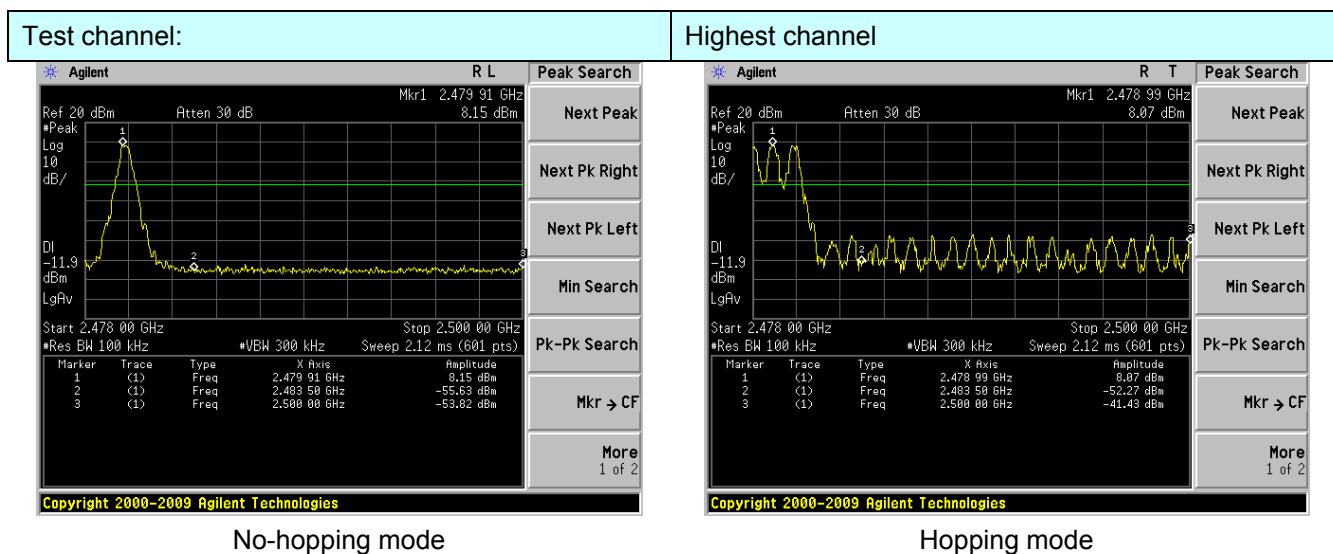 Test channel: Highest channel
Agilent R L Peak Search
Mkr1 2.479 91 GHz
Ref 20 dBm Atten 30 dB 8.15 dBm
#Peak
Log
10
dB/
1
2
3
DI
-11.9
dBm
LgAv
Start 2.478 00 GHz Stop 2.500 00 GHz
#Res BW 100 kHz #VBW 300 kHz Sweep 2.12 ms (601 pts)
Marker Trace Type X Axis Amplitude
1 (1) Freq 2.479 91 GHz 8.15 dBm
2 (1) Freq 2.483 50 GHz -55.63 dBm
3 (1) Freq 2.500 00 GHz -53.82 dBm
Next Peak
Next Pk Right
Next Pk Left
Min Search
Pk-Pk Search
Mkr → CF
More
1 of 2
Copyright 2000-2009 Agilent Technologies
No-hopping mode
Agilent R T Peak Search
Mkr1 2.478 99 GHz
Ref 20 dBm Atten 30 dB 8.07 dBm
#Peak
Log
10
dB/
1
2
3
DI
-11.9
dBm
LgAv
Start 2.478 00 GHz Stop 2.500 00 GHz
#Res BW 100 kHz #VBW 300 kHz Sweep 2.12 ms (601 pts)
Marker Trace Type X Axis Amplitude
1 (1) Freq 2.478 99 GHz 8.07 dBm
2 (1) Freq 2.483 50 GHz -52.27 dBm
3 (1) Freq 2.500 00 GHz -41.43 dBm
Next Peak
Next Pk Right
Next Pk Left
Min Search
Pk-Pk Search
Mkr → CF
More
1 of 2
Copyright 2000-2009 Agilent Technologies
Hopping mode